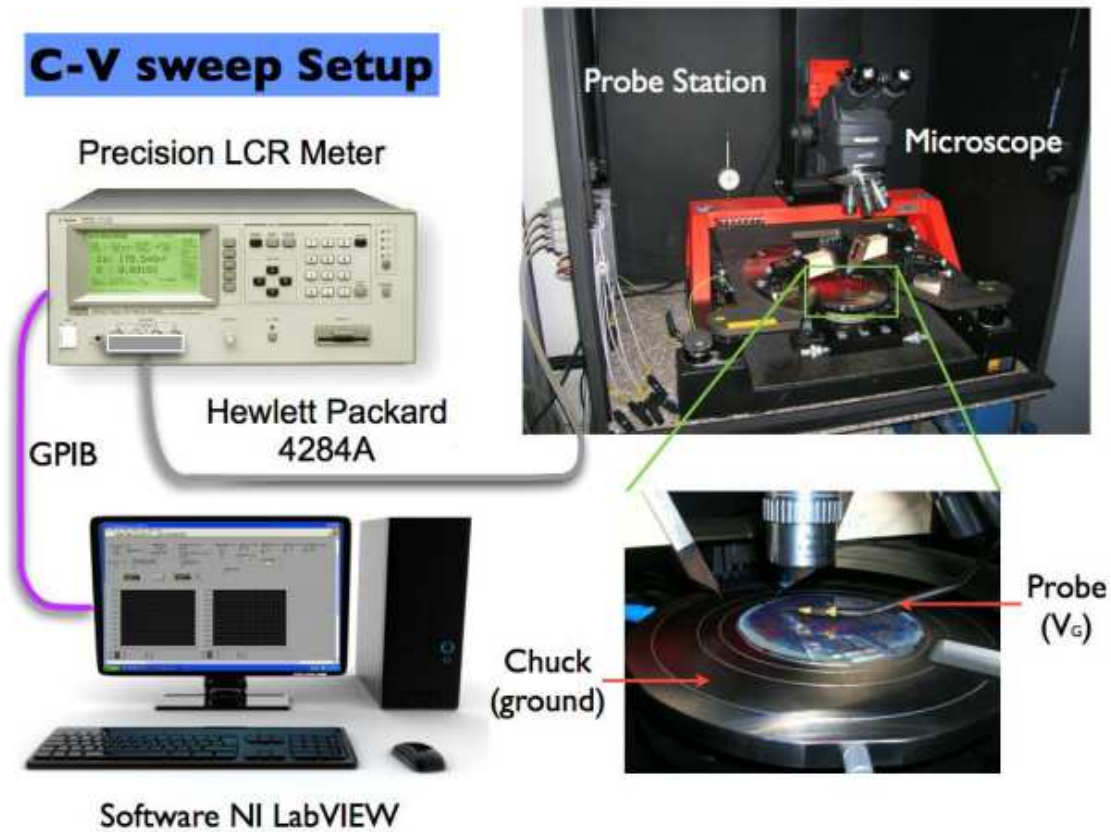 C-V sweep Setup
Precision LCR Meter
Probe Station
Microscope
Hewlett Packard
4284A
GPIB
Probe
(VG)
Chuck
(ground)
Software NI LabVIEW